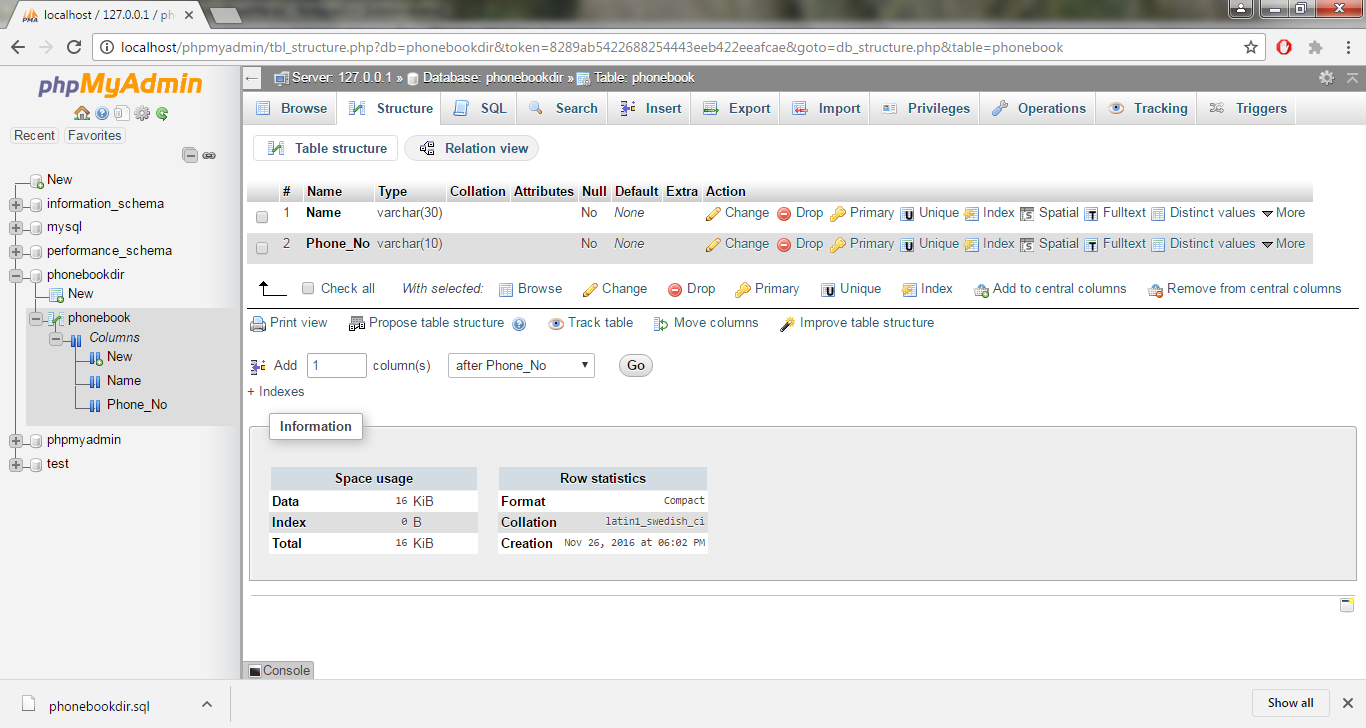 localhost / 127.0.0.1 / ph
localhost/phpmyadmin/tbl_structure.php?db=phonebookdir&token=8289ab5422688254443eeb422eeafcae&goto=db_structure.php&table=phonebook
phpMyAdmin
Recent Favorites
New
information_schema
mysql
performance_schema
phonebookdir
New
phonebook
Columns
New
Name
Phone_No
phpmyadmin
test
Server: 127.0.0.1 » Database: phonebookdir » Table: phonebook
Browse Structure SQL Search Insert Export Import Privileges Operations Tracking Triggers
Table structure Relation view
# Name Type Collation Attributes Null Default Extra Action
1 Name varchar(30) No None Change Drop Primary Unique Index Spatial Fulltext Distinct values More
2 Phone_No varchar(10) No None Change Drop Primary Unique Index Spatial Fulltext Distinct values More
Check all With selected: Browse Change Drop Primary Unique Index Add to central columns Remove from central columns
Print view Propose table structure Track table Move columns Improve table structure
Add 1 column(s) after Phone_No Go
+ Indexes
Information
Space usage
Data 16 KiB
Index 0 B
Total 16 KiB
Row statistics
Format Compact
Collation latin1_swedish_ci
Creation Nov 26, 2016 at 06:02 PM
Console
phonebookdir.sql
Show all